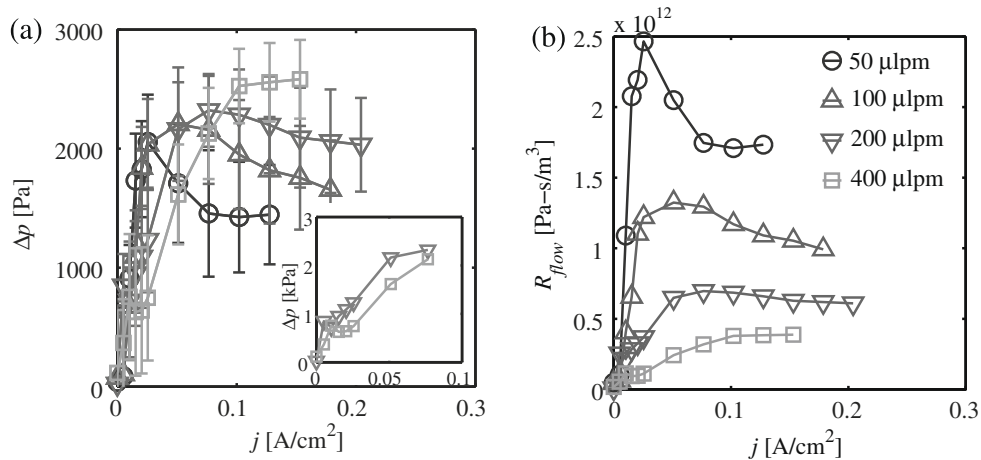 (a)
3000
2000
1000
0
Δp [Pa]
0
0.1
0.2
0.3
j [A/cm²]
3
2
1
0
Δp [kPa]
0
0.05
0.1
(b)
x 10¹²
2.5
2
1.5
1
0.5
0
R_flow [Pa−s/m³]
0
0.1
0.2
0.3
j [A/cm²]
50 μlpm
100 μlpm
200 μlpm
400 μlpm